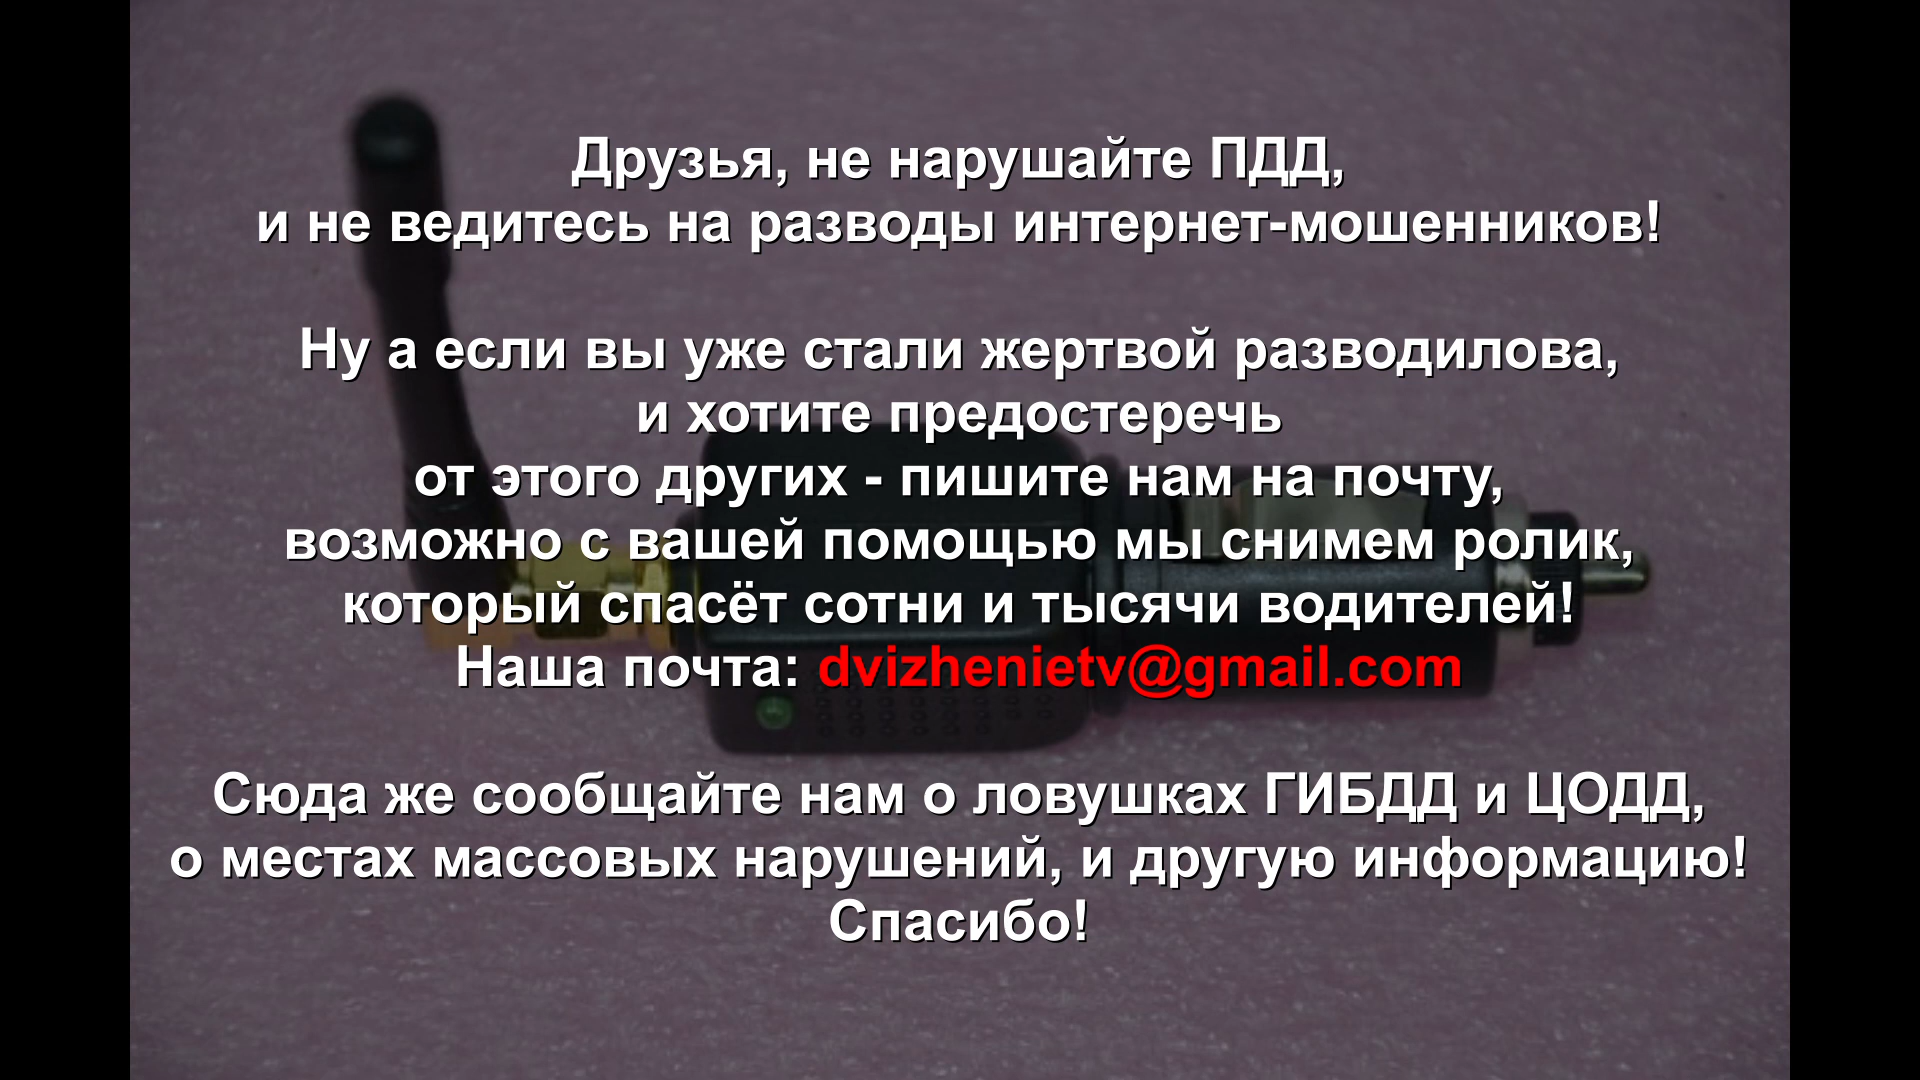 Друзья, не нарушайте ПДД,
и не ведитесь на разводы интернет-мошенников!
Ну а если вы уже стали жертвой разводилова,
и хотите предостеречь
от этого других - пишите нам на почту,
возможно с вашей помощью мы снимем ролик,
который спасёт сотни и тысячи водителей!
Наша почта: dvizhenietv@gmail.com
Сюда же сообщайте нам о ловушках ГИБДД и ЦОДД,
о местах массовых нарушений, и другую информацию!
Спасибо!